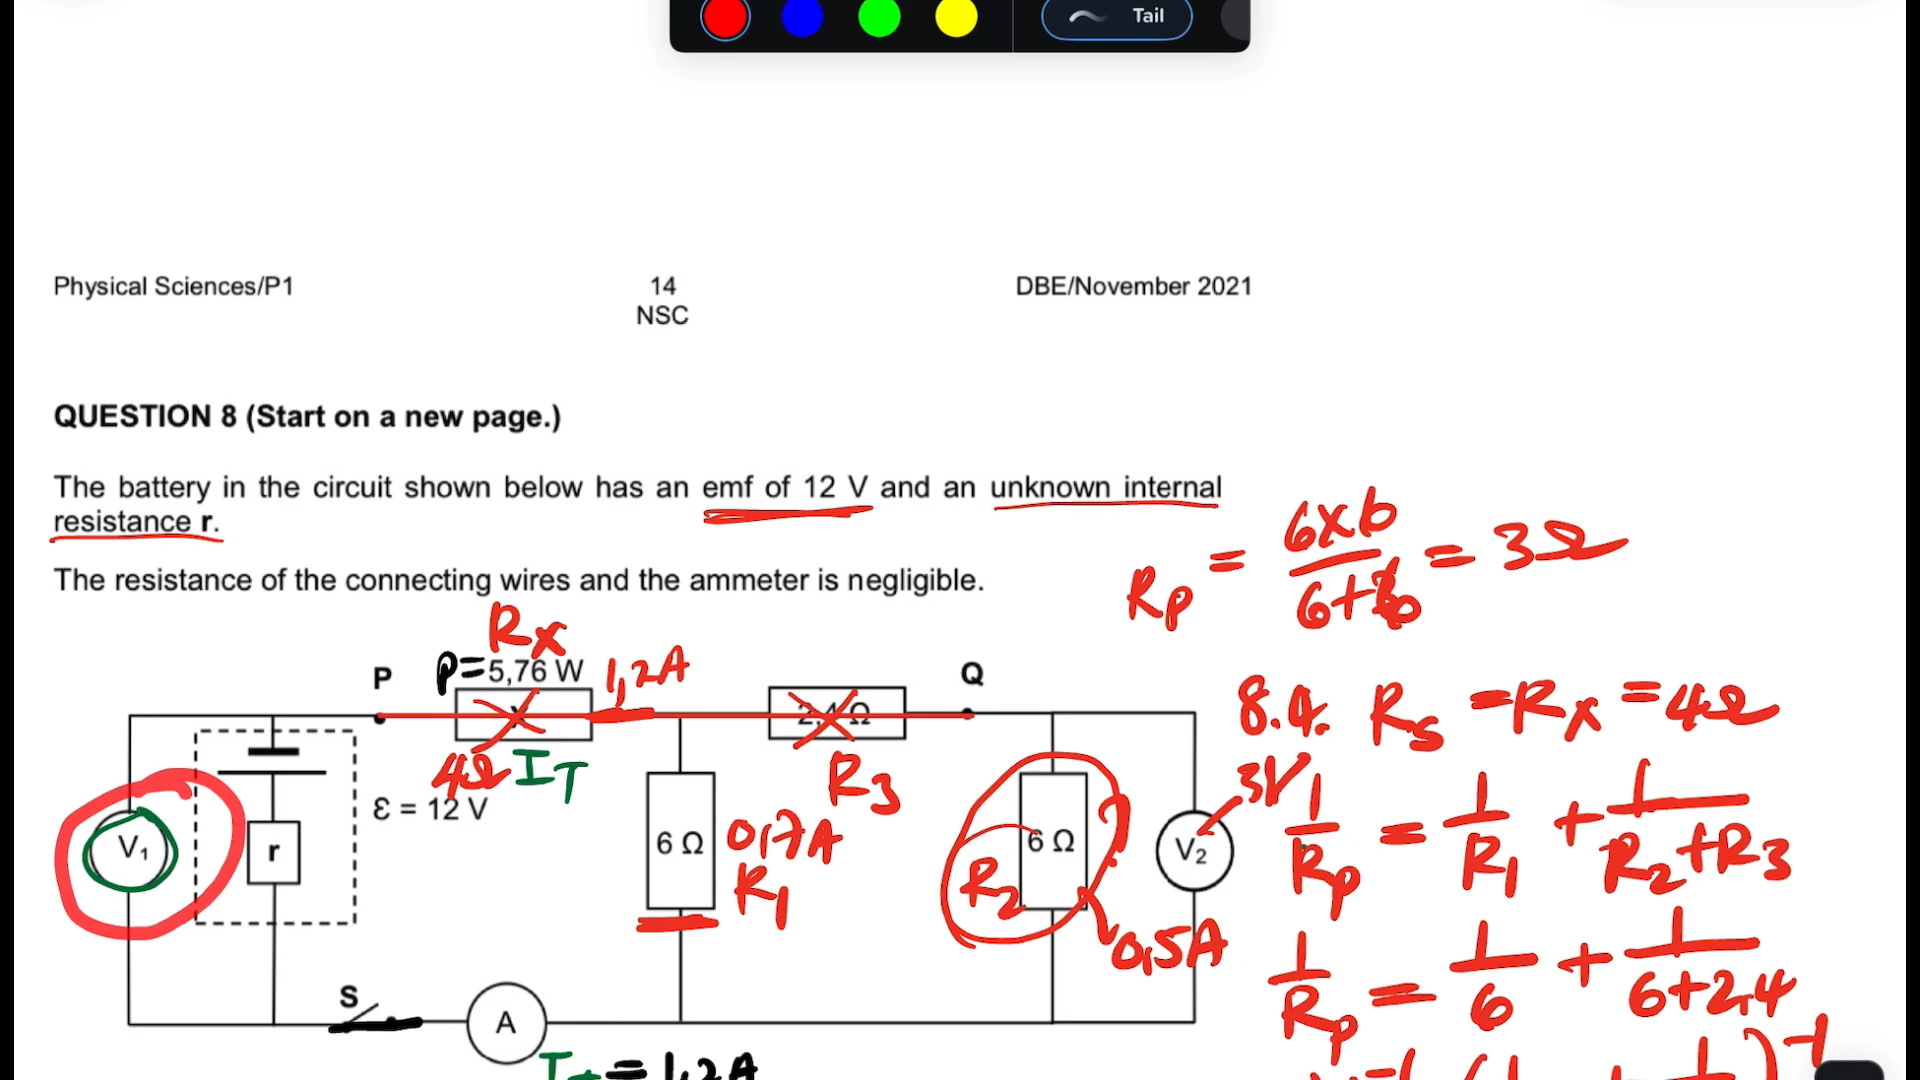 Tail
Physical Sciences/P1
14
DBE/November 2021
NSC
QUESTION 8 (Start on a new page.)
The battery in the circuit shown below has an emf of 12 V and an unknown internal
resistance r.
The resistance of the connecting wires and the ammeter is negligible.
Rp = 6x6 / 6+6 = 3Ω
Rx
P
P=5,76 W
1,2A
Q
2,4 Ω
4Ω
IT
R3
Ɛ = 12 V
V1
r
6 Ω
0,7A
R1
6 Ω
R2
V2
3V
0,5A
S
A
= 1,2A
8.4. Rs = Rx = 4Ω
1/Rp = 1/R1 + 1/R2+R3
1/Rp = 1/6 + 1/6+2,4